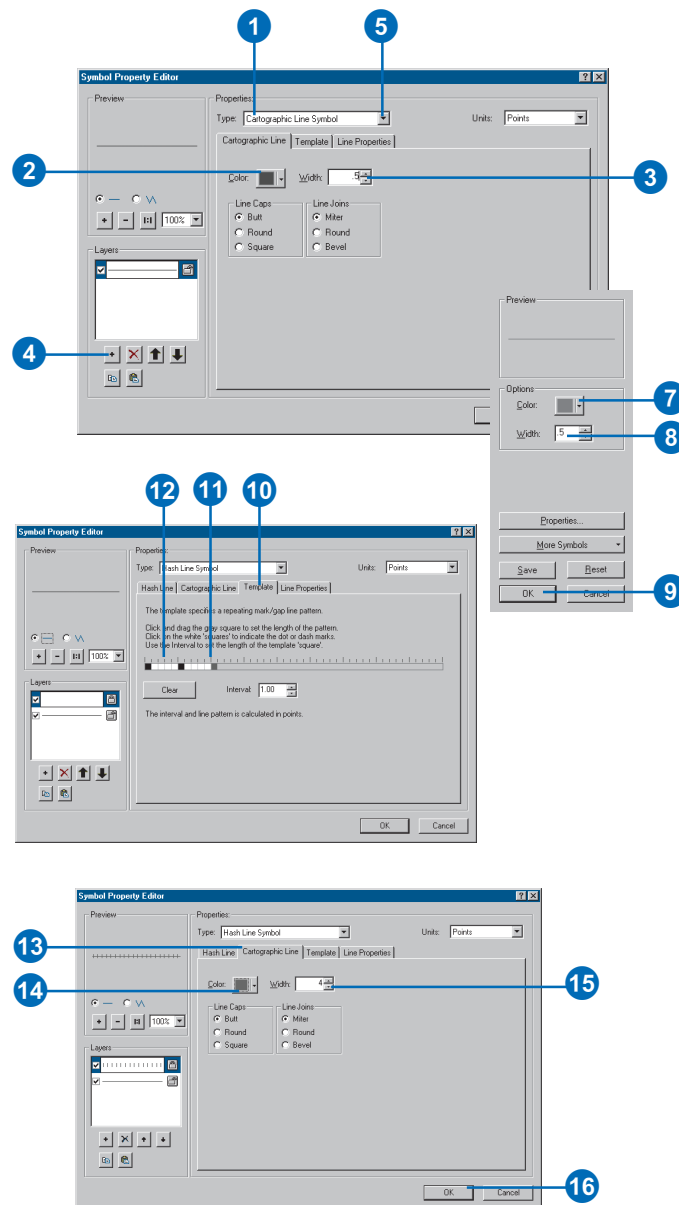 1 5
Symbol Property Editor
Preview
Properties:
Type: Cartographic Line Symbol
Units: Points
Cartographic Line Template Line Properties
2
Color:
Width: .5
3
Line Caps
Butt
Round
Square
Line Joins
Miter
Round
Bevel
1:1 100%
Layers
4
Preview
Options
Color:
7
Width: .5
8
Properties...
More Symbols
Save Reset
OK Cancel
9
12 11 10
Symbol Property Editor
Preview
Properties:
Type: Hash Line Symbol
Units: Points
Hash Line Cartographic Line Template Line Properties
The template specifies a repeating mark/gap line pattern.
Click and drag the gray square to set the length of the pattern.
Click on the white 'squares' to indicate the dot or dash marks.
Use the Interval to set the length of the template 'square'.
1:1 100%
Clear
Interval: 1.00
The interval and line pattern is calculated in points.
Layers
OK Cancel
Symbol Property Editor
Preview
Properties:
Type: Hash Line Symbol
Units: Points
13
Hash Line Cartographic Line Template Line Properties
14
Color:
Width: 4
15
Line Caps
Butt
Round
Square
Line Joins
Miter
Round
Bevel
1:1 100%
Layers
OK Cancel
16